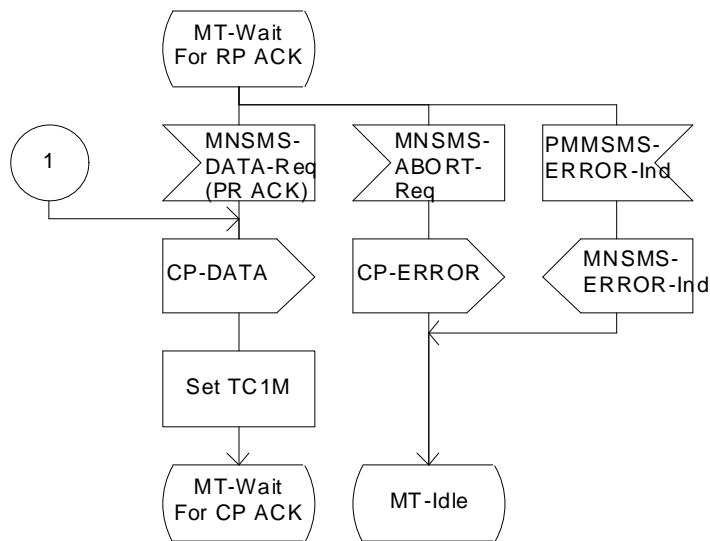 MT-Wait
For RP ACK
1
MNSMS-
DATA-Req
(PR ACK)
MNSMS-
ABORT-
Req
PMMSMS-
ERROR-Ind
CP-DATA
CP-ERROR
MNSMS-
ERROR-Ind
Set TC1M
MT-Wait
For CP ACK
MT-Idle